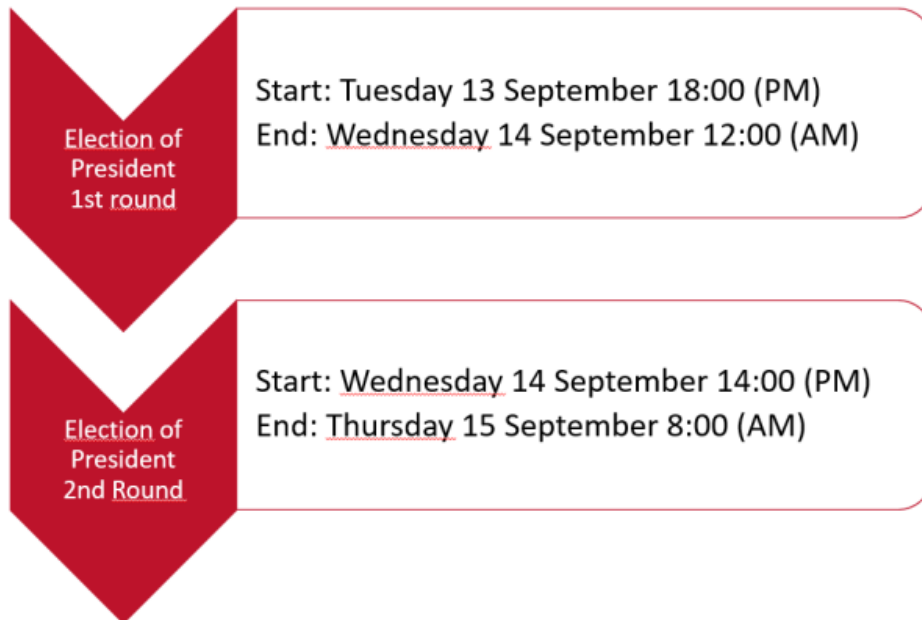 Election of
President
1st round
Start: Tuesday 13 September 18:00 (PM)
End: Wednesday 14 September 12:00 (AM)
Election of
President
2nd Round
Start: Wednesday 14 September 14:00 (PM)
End: Thursday 15 September 8:00 (AM)